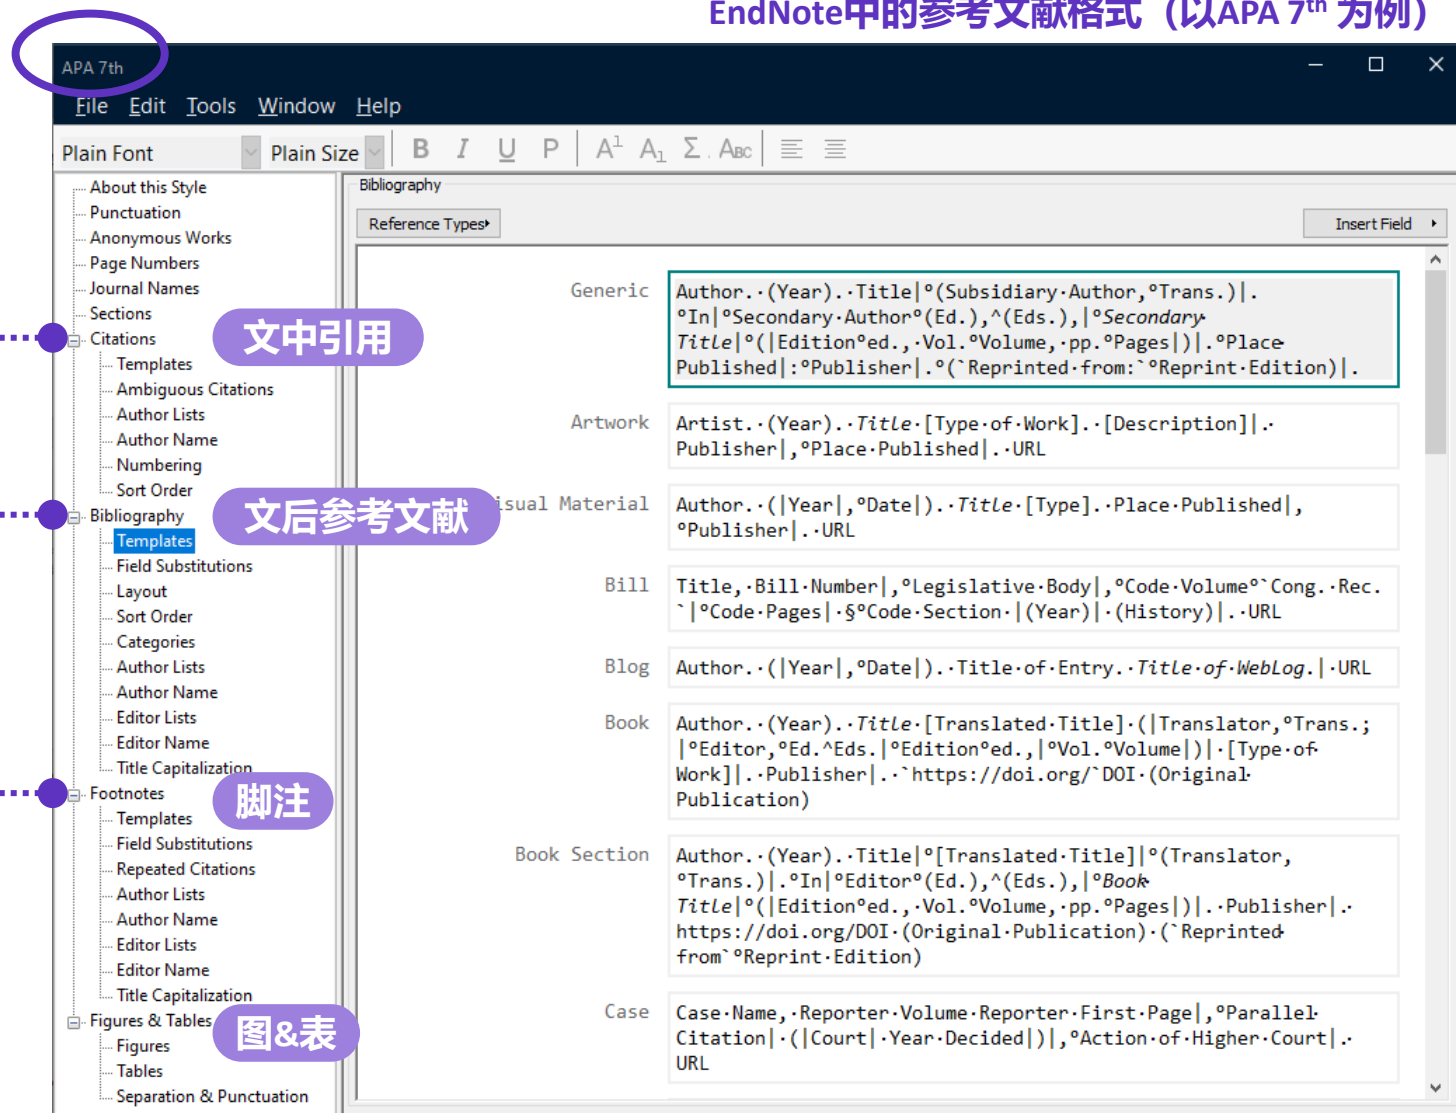 EndNote中的参考文献格式（以APA 7th 为例）
APA 7th
File Edit Tools Window Help
Plain Font Plain Size B I U P A1 A1 Σ ABC
About this Style
Punctuation
Anonymous Works
Page Numbers
Journal Names
Sections
Citations
文中引用
Templates
Ambiguous Citations
Author Lists
Author Name
Numbering
Sort Order
Bibliography
文后参考文献
Templates
Field Substitutions
Layout
Sort Order
Categories
Author Lists
Author Name
Editor Lists
Editor Name
Title Capitalization
Footnotes
脚注
Templates
Field Substitutions
Repeated Citations
Author Lists
Author Name
Editor Lists
Editor Name
Title Capitalization
Figures & Tables
图&表
Figures
Tables
Separation & Punctuation
Bibliography
Reference Types
Insert Field
Generic
Author.·(Year).·Title|°(Subsidiary·Author,°Trans.)|.
°In|°Secondary·Author°(Ed.),^(Eds.),|°Secondary·
Title|°(|Edition°ed.,·Vol.°Volume,·pp.°Pages|)|.°Place·
Published|:°Publisher|.°(`Reprinted·from:`°Reprint·Edition)|.
Artwork
Artist.·(Year).·Title·[Type·of·Work].·[Description]|.·
Publisher|,°Place·Published|.·URL
isual Material
Author.·(|Year|,°Date|).·Title·[Type].·Place·Published|,
°Publisher|.·URL
Bill
Title,·Bill·Number|,°Legislative·Body|,°Code·Volume°`Cong.·Rec.
`|°Code·Pages|·§°Code·Section·|(Year)|·(History)|.·URL
Blog
Author.·(|Year|,°Date|).·Title·of·Entry.·Title·of·WebLog.|·URL
Book
Author.·(Year).·Title·[Translated·Title]·(|Translator,°Trans.;
|°Editor,°Ed.^Eds.|°Edition°ed.,|°Vol.°Volume|)|·[Type·of·
Work]|.·Publisher|.·`https://doi.org/`DOI·(Original·
Publication)
Book Section
Author.·(Year).·Title|°[Translated·Title]|°(Translator,
°Trans.)|.°In|°Editor°(Ed.),^(Eds.),|°Book·
Title|°(|Edition°ed.,·Vol.°Volume,·pp.°Pages|)|.·Publisher|.·
https://doi.org/DOI·(Original·Publication)·(`Reprinted·
from`°Reprint·Edition)
Case
Case·Name,·Reporter·Volume·Reporter·First·Page|,°Parallel·
Citation|·(|Court|·Year·Decided|)|,°Action·of·Higher·Court|.·
URL